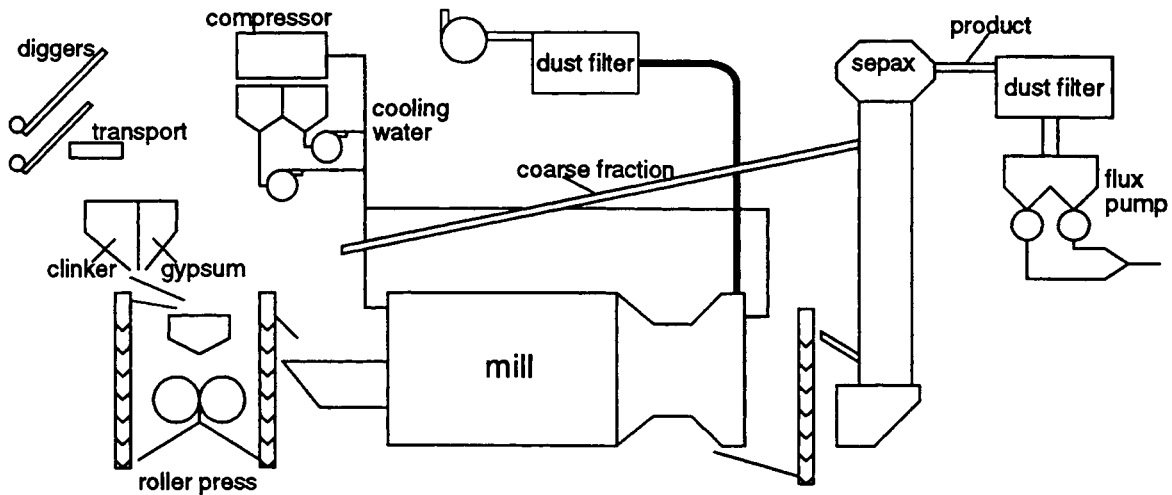 compressor
diggers
transport
cooling
water
dust filter
sepax
product
dust filter
coarse fraction
flux
pump
clinker
gypsum
mill
roller press